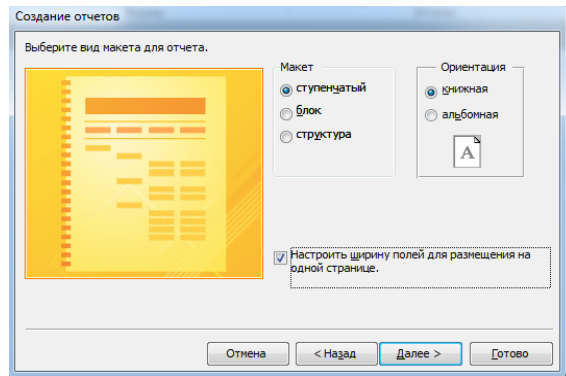 Создание отчетов
Выберите вид макета для отчета.
Макет
ступенчатый
блок
структура
Ориентация
книжная
альбомная
A
Настроить ширину полей для размещения на
одной странице.
Отмена
< Назад
Далее >
Готово